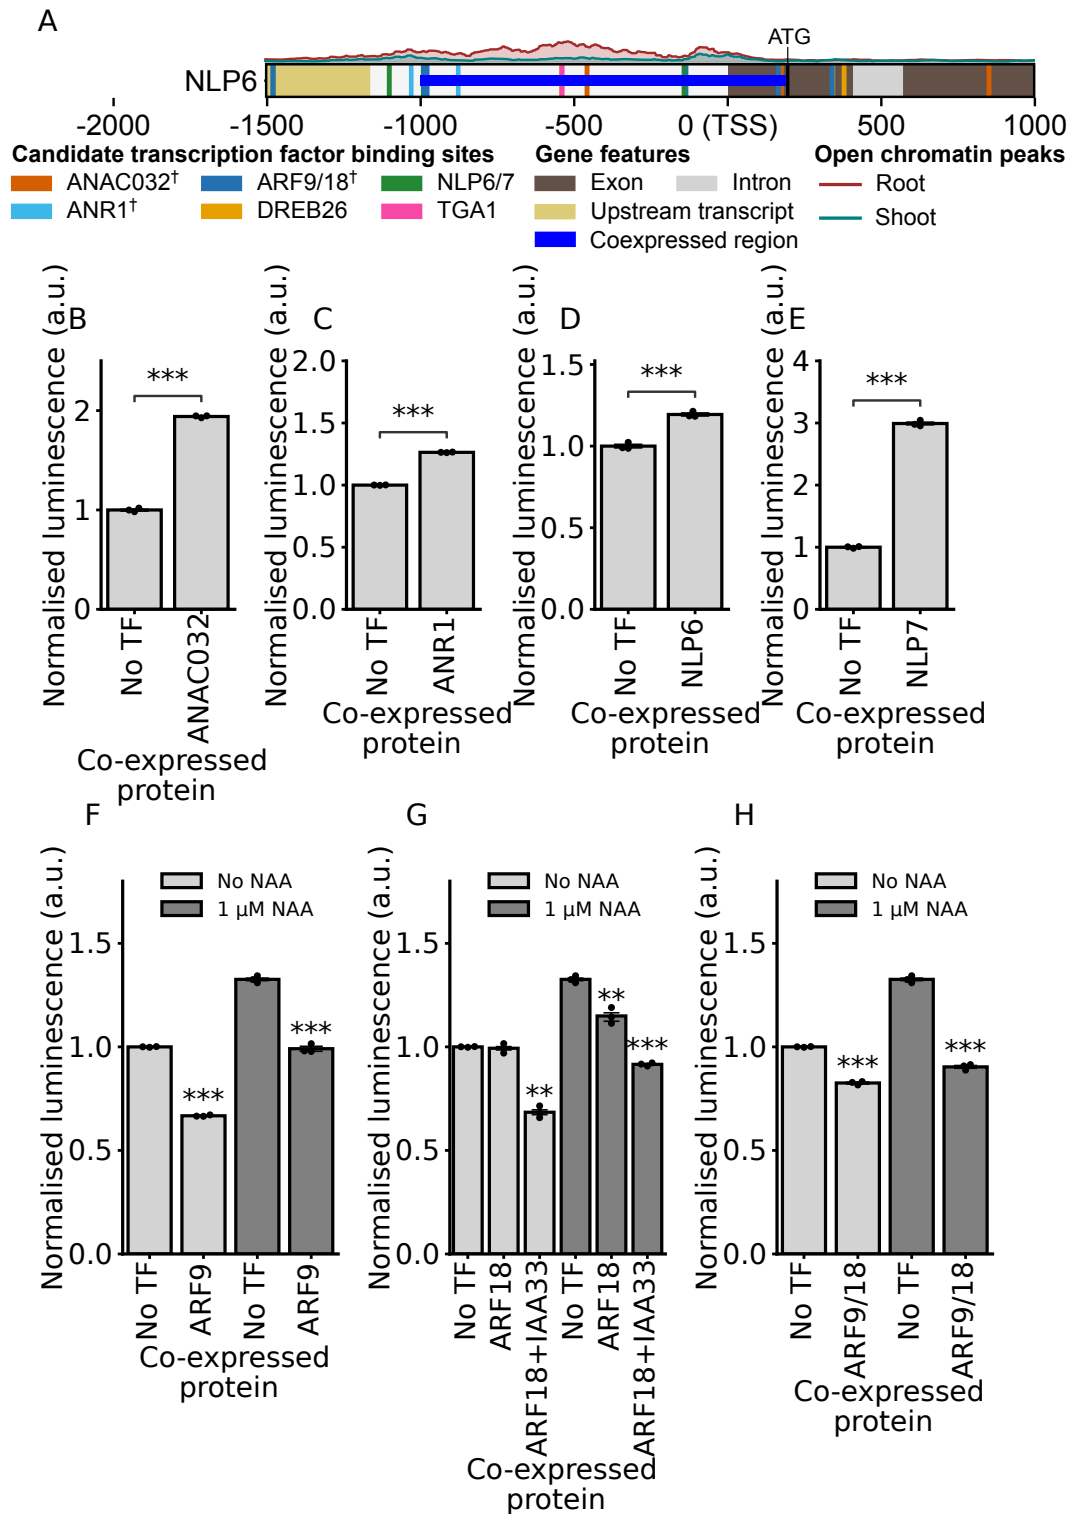 A
ATG
NLP6
-2000 -1500 -1000 -500 0 (TSS) 500 1000
Candidate transcription factor binding sites Gene features Open chromatin peaks
ANAC032† ARF9/18† NLP6/7 Exon Intron Root
ANR1† DREB26 TGA1 Upstream transcript Shoot
Coexpressed region
B
Normalised luminescence (a.u.)
2
1
0
***
No TF
ANAC032
Co-expressed
protein
C
Normalised luminescence (a.u.)
2.0
1.5
1.0
0.5
0.0
***
No TF
ANR1
Co-expressed
protein
D
Normalised luminescence (a.u.)
1.5
1.0
0.5
0.0
***
No TF
NLP6
Co-expressed
protein
E
Normalised luminescence (a.u.)
4
3
2
1
0
***
No TF
NLP7
Co-expressed
protein
F
Normalised luminescence (a.u.)
No NAA
1 µM NAA
1.5
1.0
0.5
0.0
***
***
No TF
ARF9
No TF
ARF9
Co-expressed
protein
G
Normalised luminescence (a.u.)
No NAA
1 µM NAA
1.5
1.0
0.5
0.0
**
**
***
No TF
ARF18
ARF18+IAA33
No TF
ARF18
ARF18+IAA33
Co-expressed
protein
H
Normalised luminescence (a.u.)
No NAA
1 µM NAA
1.5
1.0
0.5
0.0
***
***
No TF
ARF9/18
No TF
ARF9/18
Co-expressed
protein